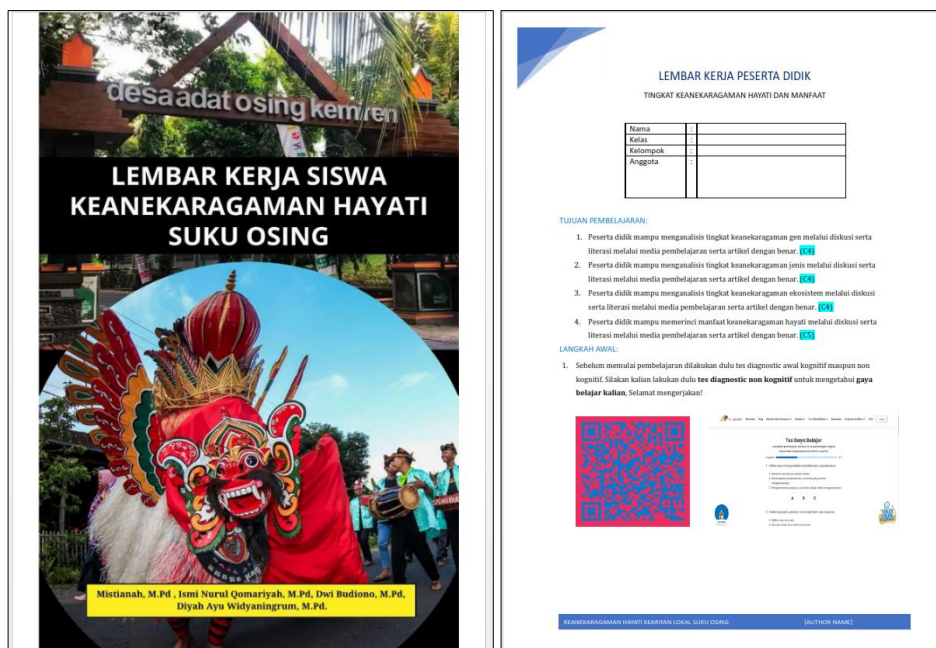 desa adat osing kemiren
LEMBAR KERJA SISWA
KEANEKARAGAMAN HAYATI
SUKU OSING
Mistianah, M.Pd , Ismi Nurul Qomariyah, M.Pd, Dwi Budiono, M.Pd,
Diyah Ayu Widyaningrum, M.Pd.
LEMBAR KERJA PESERTA DIDIK
TINGKAT KEANEKARAGAMAN HAYATI DAN MANFAAT
Nama :
Kelas :
Kelompok :
Anggota :
TUJUAN PEMBELAJARAN:
1. Peserta didik mampu menganalisis tingkat keanekaragaman gen melalui diskusi serta
literasi melalui media pembelajaran serta artikel dengan benar. (C4)
2. Peserta didik mampu menganalisis tingkat keanekaragaman jenis melalui diskusi serta
literasi melalui media pembelajaran serta artikel dengan benar. (C4)
3. Peserta didik mampu menganalisis tingkat keanekaragaman ekosistem melalui diskusi
serta literasi melalui media pembelajaran serta artikel dengan benar. (C4)
4. Peserta didik mampu memerinci manfaat keanekaragaman hayati melalui diskusi serta
literasi melalui media pembelajaran serta artikel dengan benar. (C5)
LANGKAH AWAL:
1. Sebelum memulai pembelajaran dilakukan dulu tes diagnostic awal kognitif maupun non
kognitif. Silakan kalian lakukan dulu tes diagnostic non kognitif untuk mengetahui gaya
belajar kalian, Selamat mengerjakan!
Tes Gaya Belajar
A B C
KEANEKARAGAMAN HAYATI KEARIFAN LOKAL SUKU OSING [AUTHOR NAME]